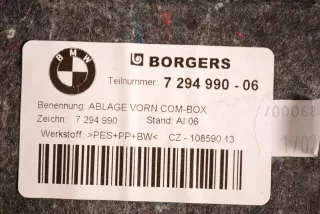 BMW
BORGERS
Teilnummer: 7 294 990 - 06
Benennung: ABLAGE VORN COM-BOX
Zeichn: 7 294 990 Stand: AI:06
Werkstoff: >PES+PP+BW< CZ - 108590.13